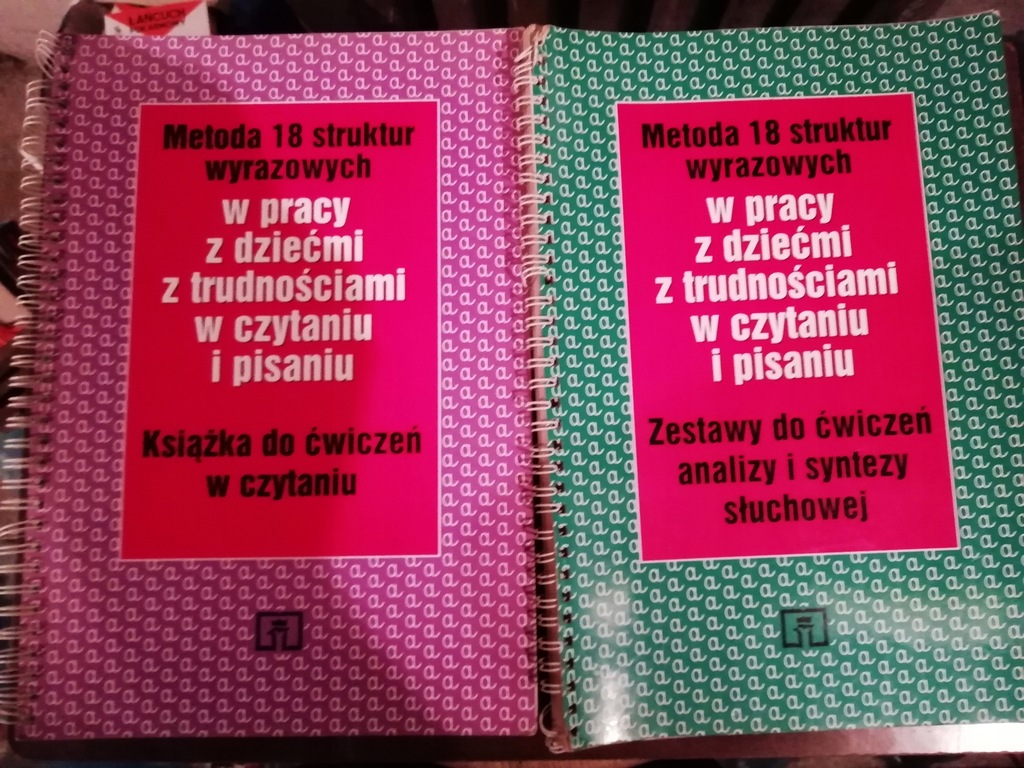 ŁAŃCUCH
Metoda 18 struktur
wyrazowych
w pracy
z dziećmi
z trudnościami
w czytaniu
i pisaniu
Książka do ćwiczeń
w czytaniu
Metoda 18 struktur
wyrazowych
w pracy
z dziećmi
z trudnościami
w czytaniu
i pisaniu
Zestawy do ćwiczeń
analizy i syntezy
słuchowej